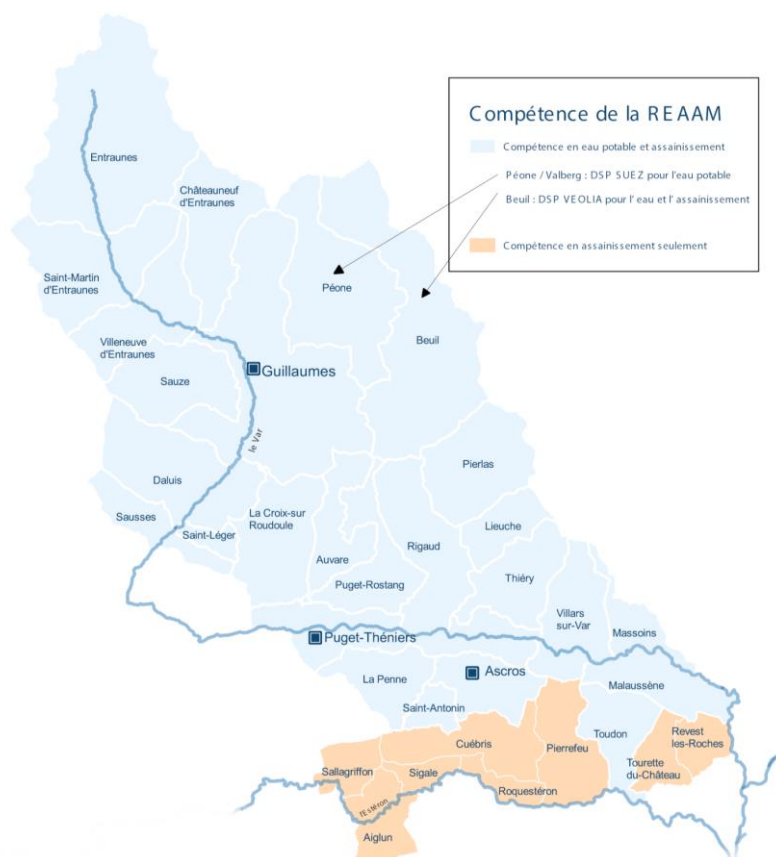 Compétence de la REAAM
Compétence en eau potable et assainissement
Péone / Valberg : DSP SUEZ pour l'eau potable
Beuil : DSP VEOLIA pour l' eau et l' assainissement
Compétence en assainissement seulement
Entraunes
Châteauneuf
d'Entraunes
Saint-Martin
d'Entraunes
Péone
Villeneuve
d'Entraunes
Beuil
Sauze
Guillaumes
le Var
Pierlas
Daluis
Sausses
La Croix-sur
Roudoule
Saint-Léger
Lieuche
Auvare
Rigaud
Puget-Rostang
Thiéry
Villars
sur-Var
Massoins
Puget-Théniers
La Penne
Ascros
Malaussène
Saint-Antonin
Toudon
Revest
les-Roches
Cuébris
Pierrefeu
Tourette
du-Château
Sallagriffon
Sigale
Roquestéron
l'Estéron
Aiglun